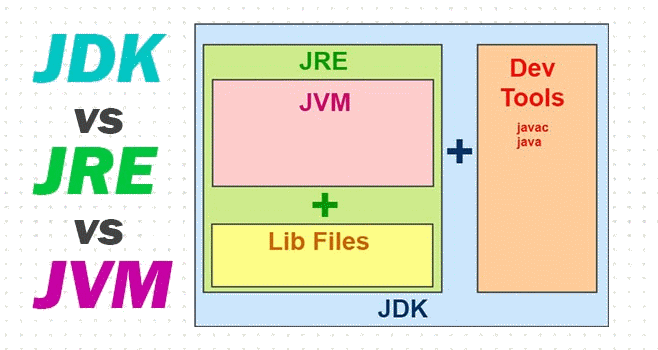 JDK
vs
JRE
vs
JVM
JRE
JVM
+
Lib Files
+
Dev
Tools
javac
java
JDK